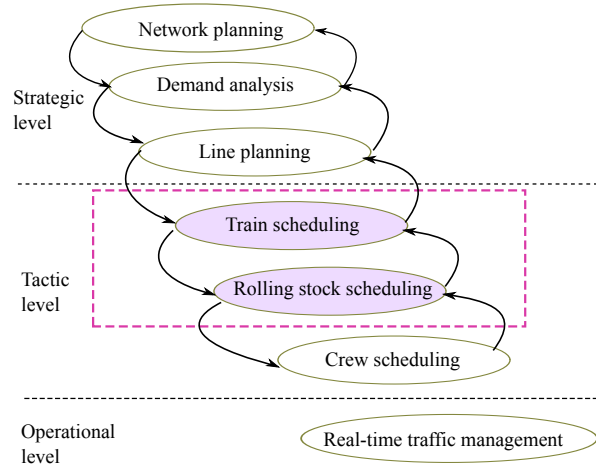 Network planning
Demand analysis
Strategic
level
Line planning
Train scheduling
Tactic
level
Rolling stock scheduling
Crew scheduling
Operational
level
Real-time traffic management